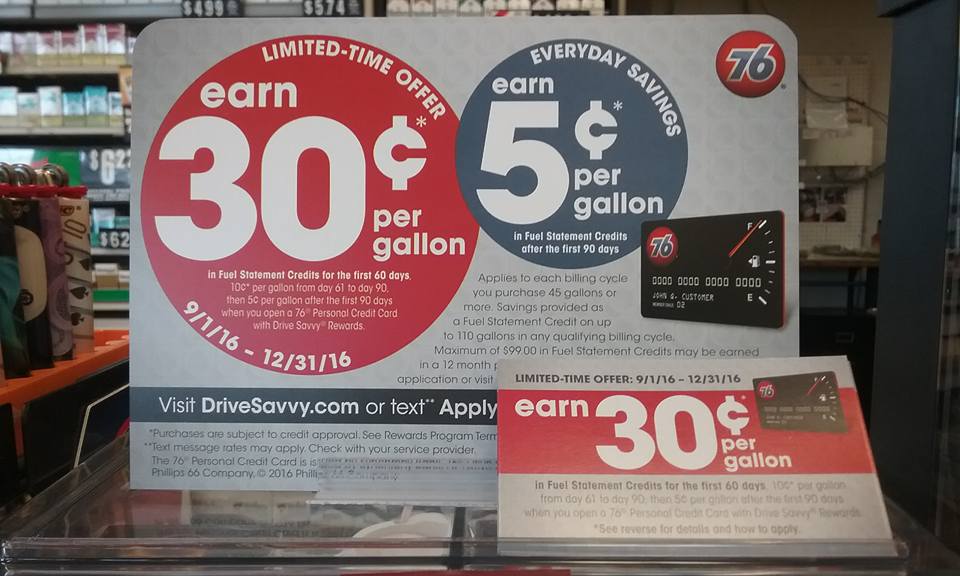 $4.99
$5.74
LIMITED-TIME OFFER
earn
30¢*
per
gallon
in Fuel Statement Credits for the first 60 days,
10¢* per gallon from day 61 to day 90,
then 5¢ per gallon after the first 90 days
when you open a 76® Personal Credit Card
with Drive Savvy® Rewards.
9/1/16 – 12/31/16
EVERYDAY SAVINGS
earn
5¢*
per
gallon
in Fuel Statement Credits
after the first 90 days
76®
76
F
E
0000 0000 0000 0000
JOHN G. CUSTOMER
02
Applies to each billing cycle
you purchase 45 gallons or
more. Savings provided as
a Fuel Statement Credit on up
to 110 gallons in any qualifying billing cycle.
Maximum of $99.00 in Fuel Statement Credits may be earned
in a 12 month
application or visit
Visit DriveSavvy.com or text** Apply
*Purchases are subject to credit approval. See Rewards Program
**Text message rates may apply. Check with your service provider.
The 76® Personal Credit Card is
Phillips 66 Company, © 2016
LIMITED-TIME OFFER: 9/1/16 – 12/31/16
earn 30¢*
per
gallon
76
in Fuel Statement Credits for the first 60 days, 10¢* per gallon
from day 61 to day 90, then 5¢ per gallon after the first 90 days
when you open a 76® Personal Credit Card with Drive Savvy® Rewards.
*See reverse for details and how to apply.